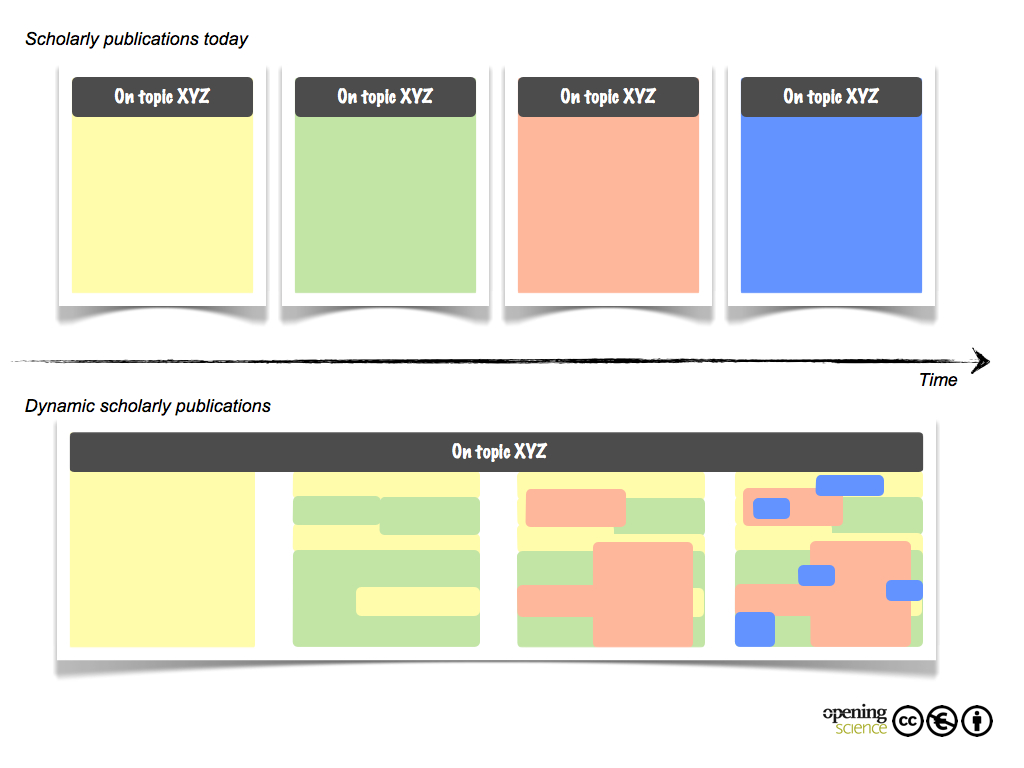 Scholarly publications today
On topic XYZ
On topic XYZ
On topic XYZ
On topic XYZ
Time
Dynamic scholarly publications
On topic XYZ
opening
science
cc
€